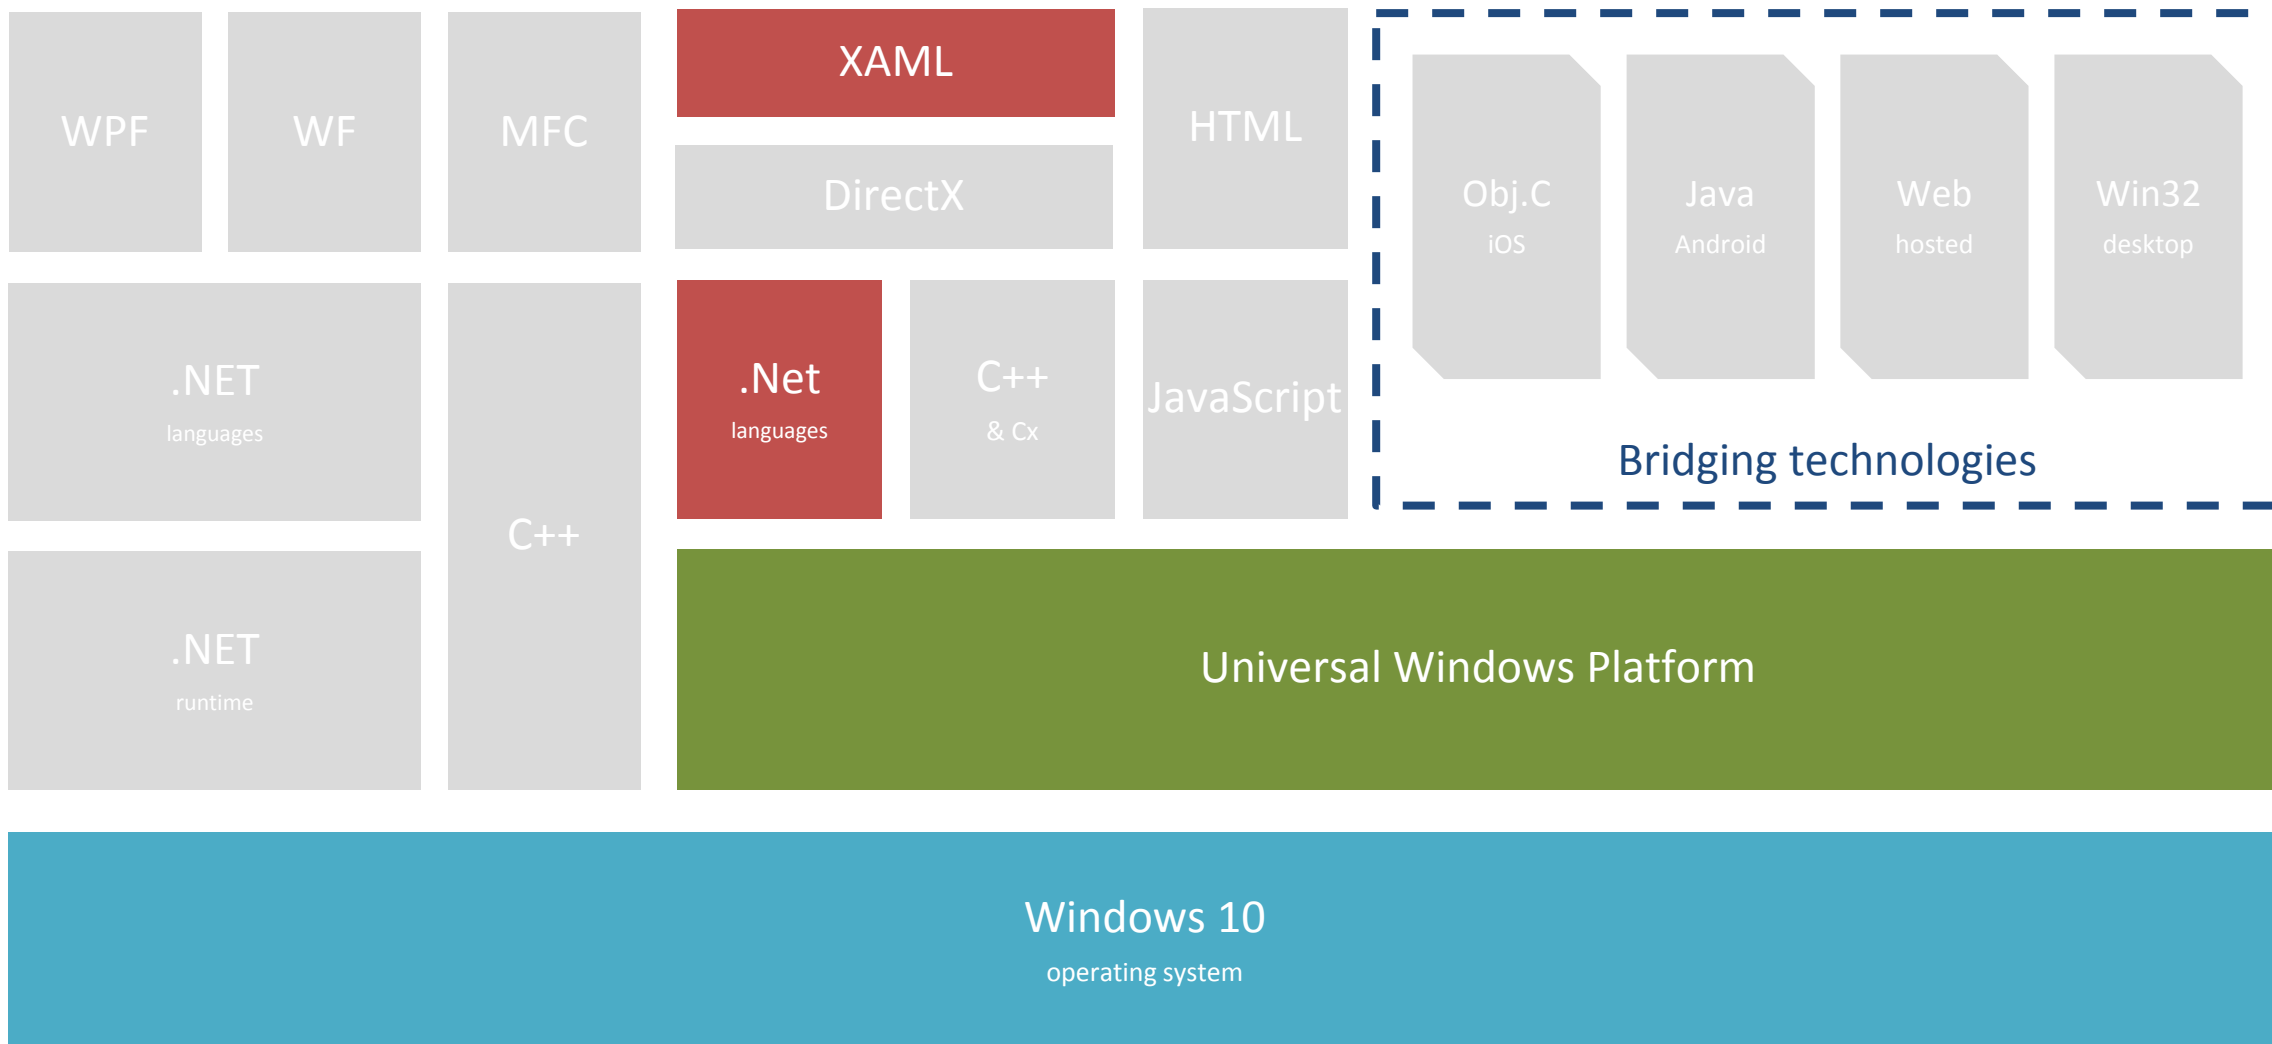 WPF
WF
MFC
XAML
DirectX
HTML
Obj.C
iOS
Java
Android
Web
hosted
Win32
desktop
Bridging technologies
.NET
languages
C++
.Net
languages
C++
& Cx
JavaScript
.NET
runtime
Universal Windows Platform
Windows 10
operating system